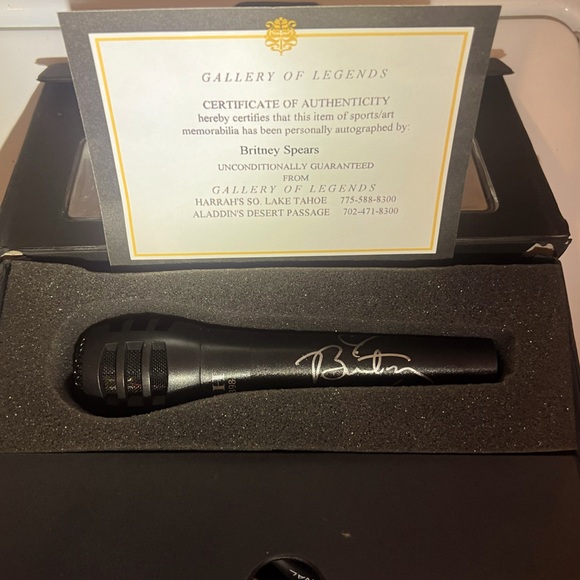 GALLERY OF LEGENDS
CERTIFICATE OF AUTHENTICITY
hereby certifies that this item of sports/art
memorabilia has been personally autographed by:
Britney Spears
UNCONDITIONALLY GUARANTEED
FROM
GALLERY OF LEGENDS
HARRAH'S SO. LAKE TAHOE 775-588-8300
ALADDIN'S DESERT PASSAGE 702-471-8300